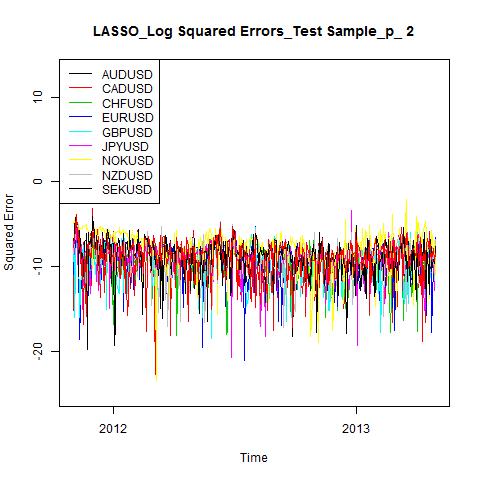 LASSO_Log Squared Errors_Test Sample_p_ 2
10
0
-10
-20
Squared Error
AUDUSD
CADUSD
CHFUSD
EURUSD
GBPUSD
JPYUSD
NOKUSD
NZDUSD
SEKUSD
2012
2013
Time